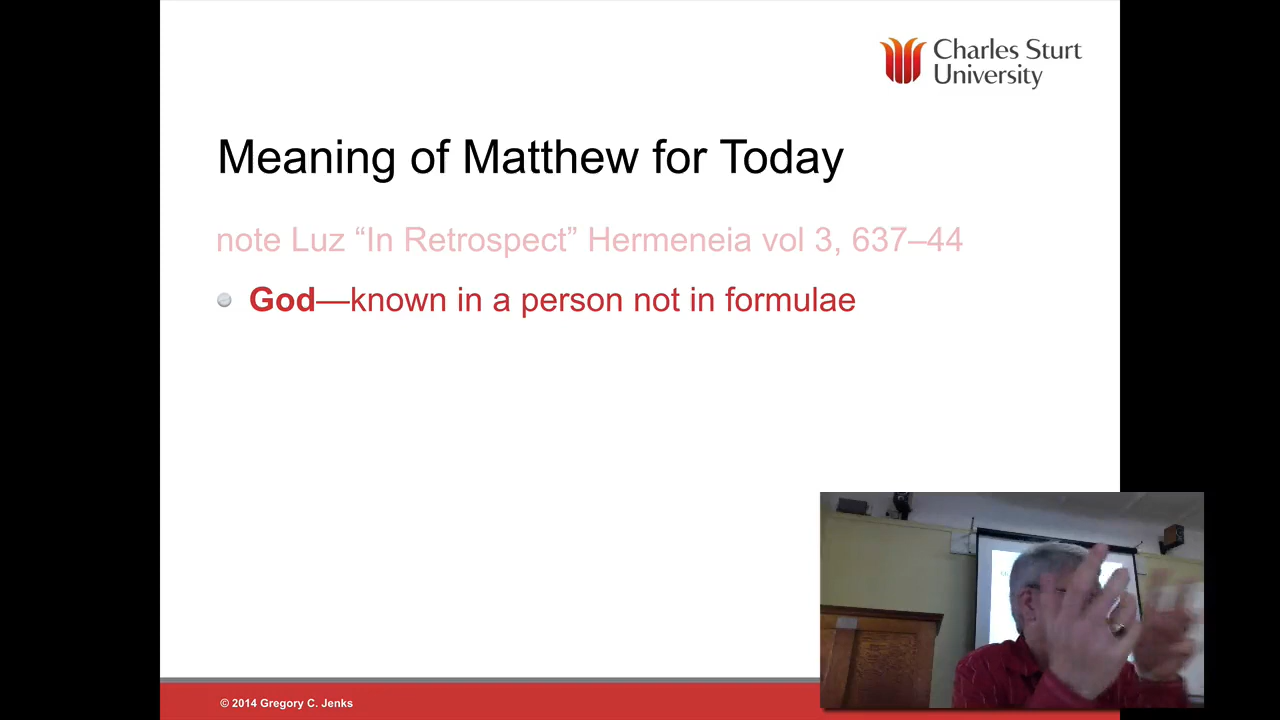 Charles Sturt
University
Meaning of Matthew for Today
note Luz “In Retrospect” Hermeneia vol 3, 637–44
God—known in a person not in formulae
© 2014 Gregory C. Jenks